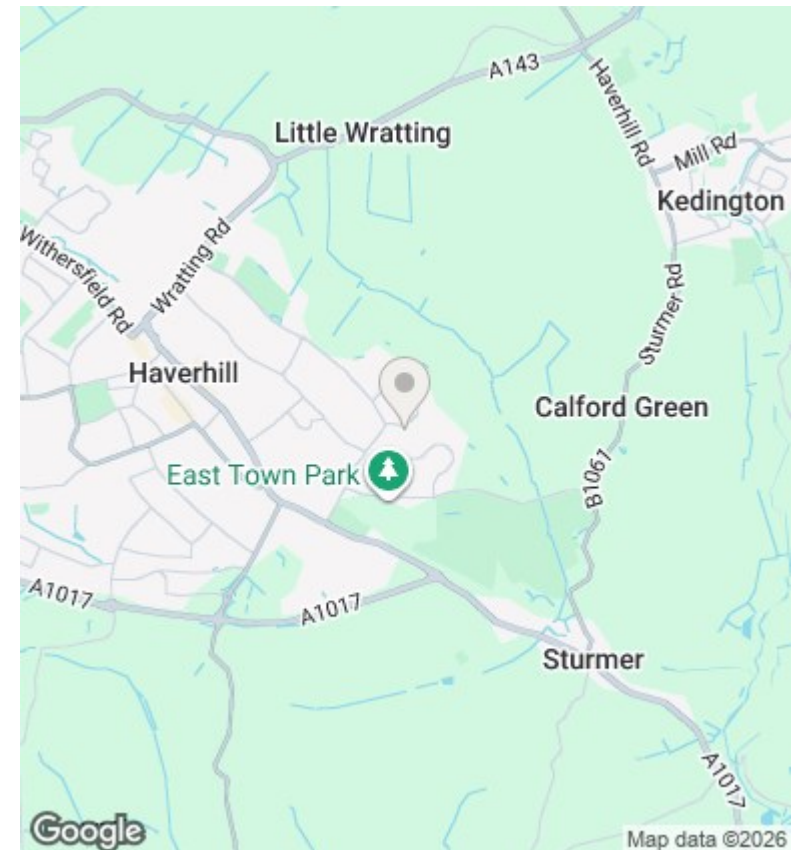 A143
Little Wratting
Haverhill Rd
Mill Rd
Kedington
Withersfield Rd
Wratting Rd
Sturmer Rd
Haverhill
Calford Green
East Town Park
B1061
A1017
A1017
Sturmer
A1017
Google
Map data ©2026